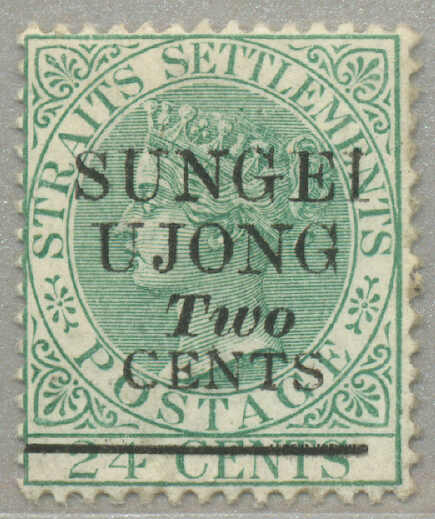 STRAITS SETTLEMENTS
SUNGEI
UJONG
Two
CENTS
POSTAGE
24 CENTS